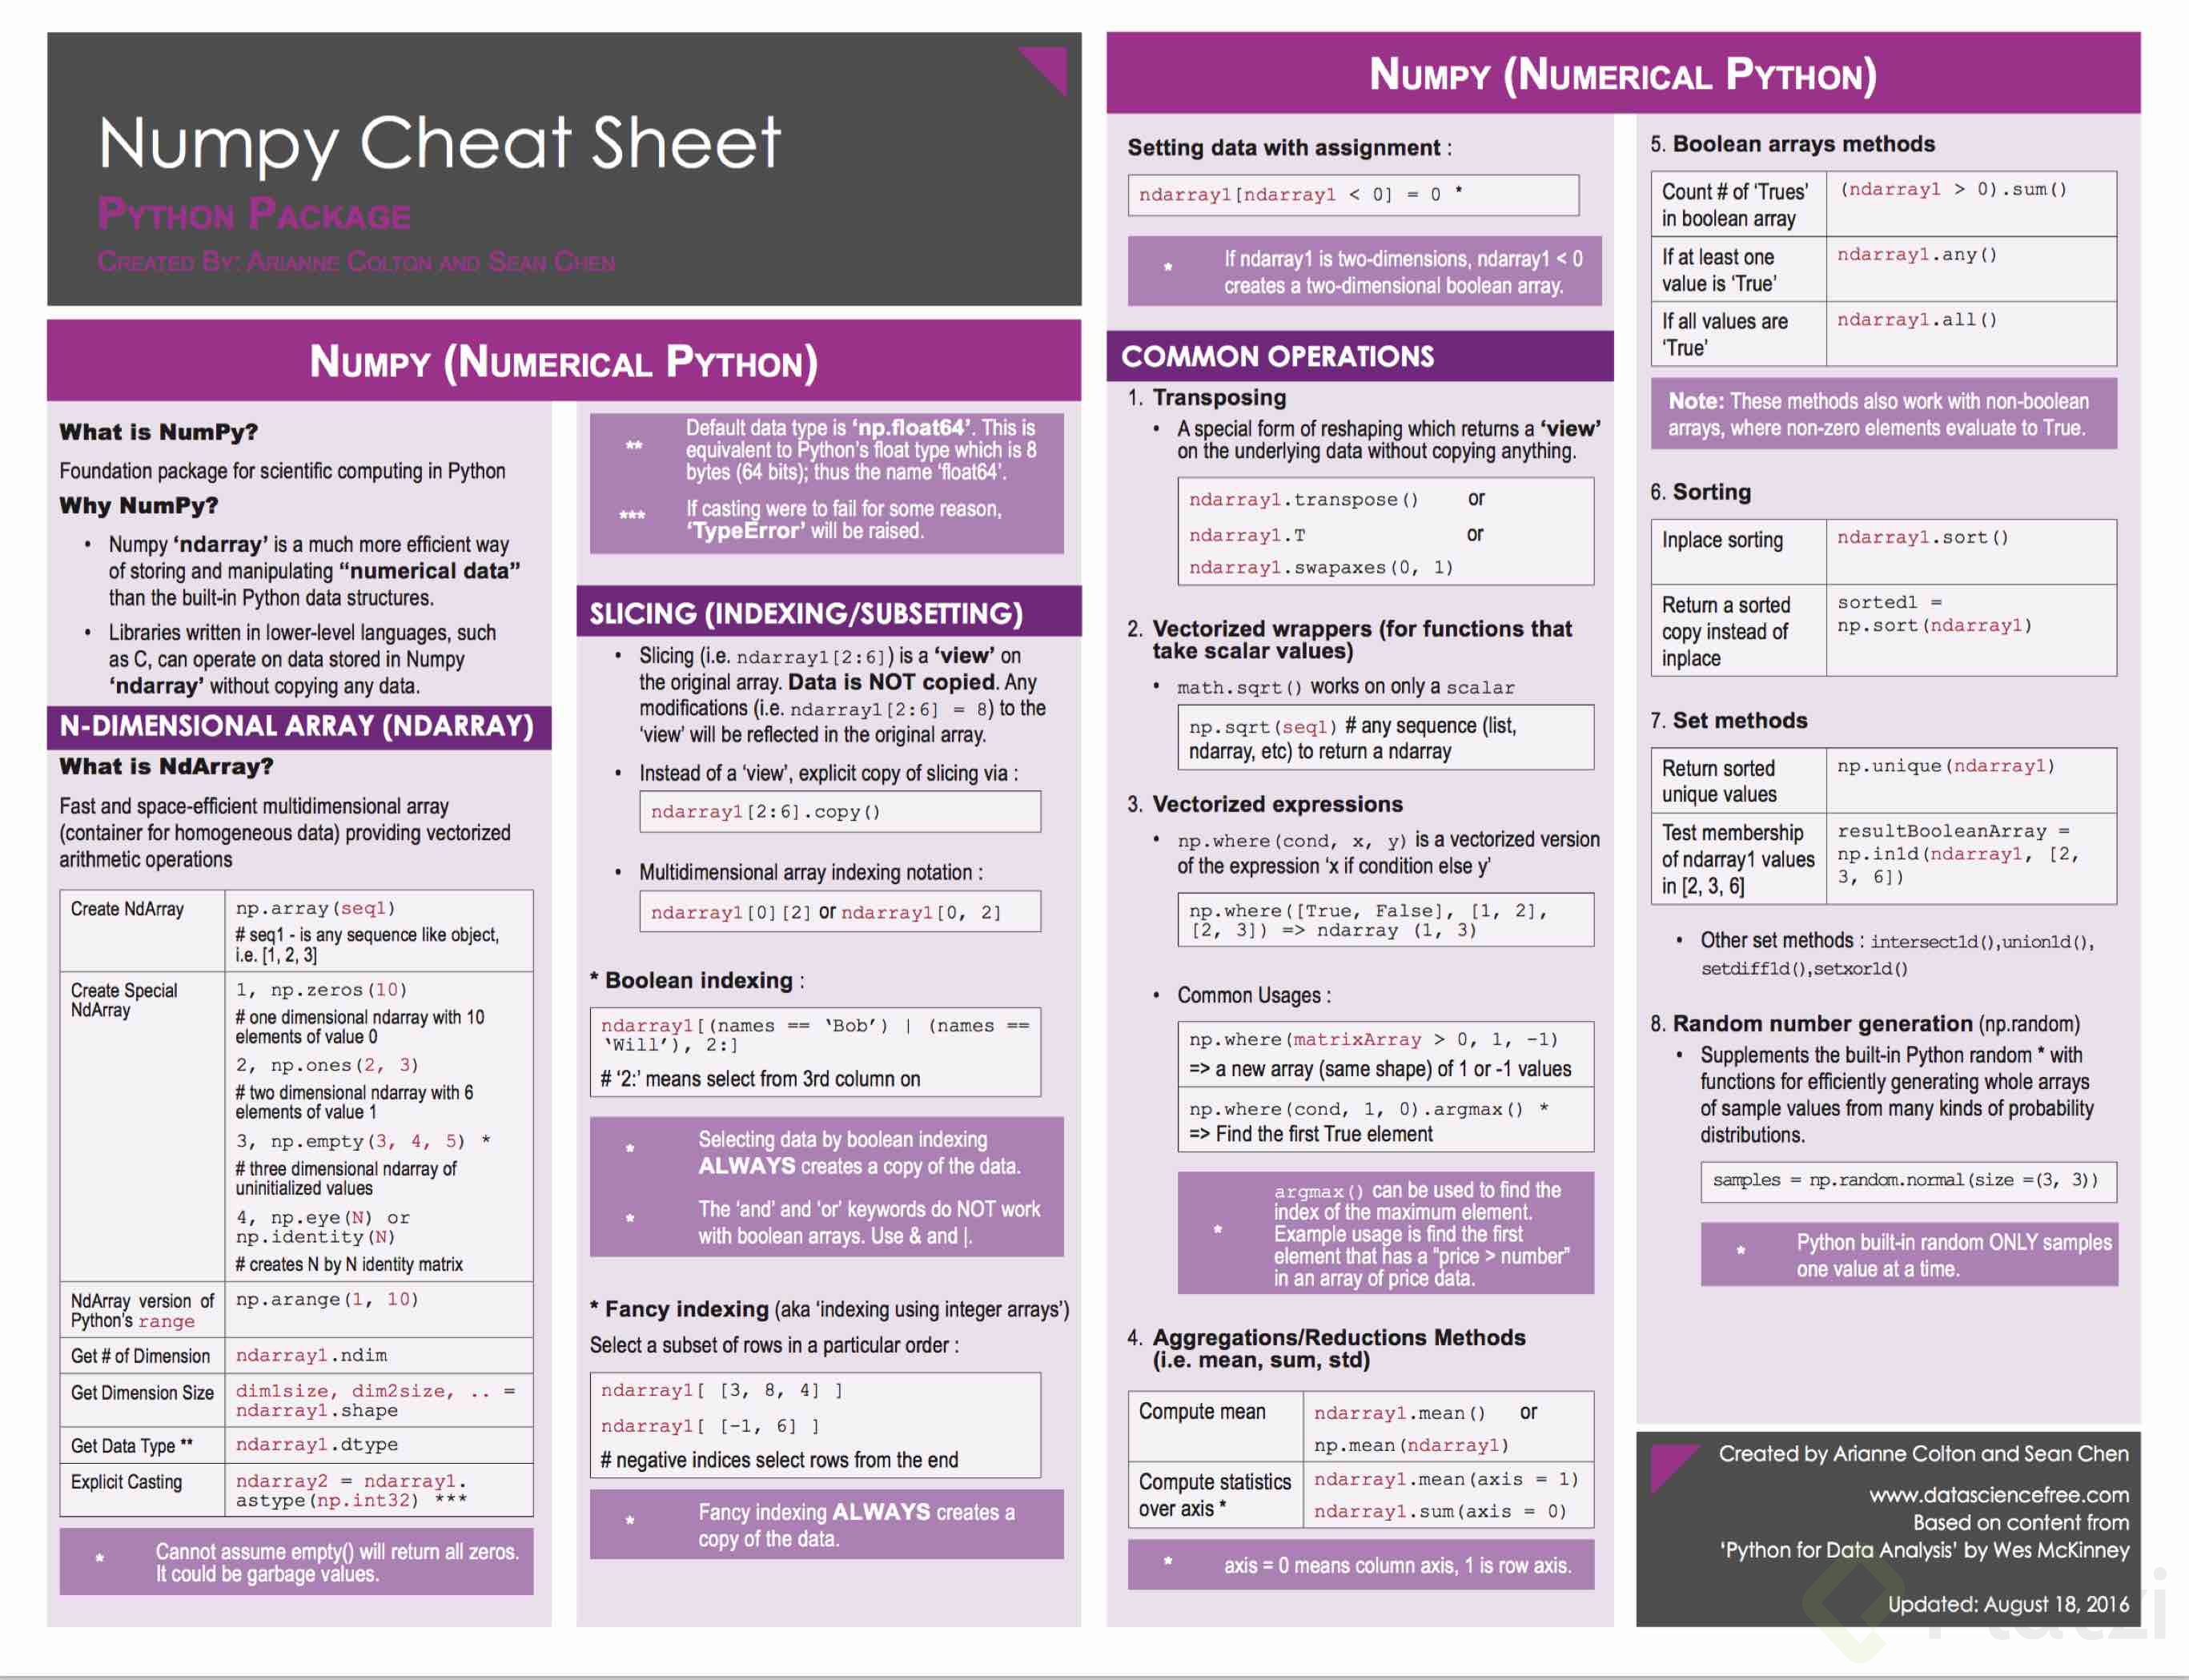 Numpy Cheat Sheet
PYTHON PACKAGE
CREATED BY: ARIANNE COLTON AND SEAN CHEN
NUMPY (NUMERICAL PYTHON)
What is NumPy?
Foundation package for scientific computing in Python
Why NumPy?
• Numpy ‘ndarray’ is a much more efficient way
of storing and manipulating “numerical data”
than the built-in Python data structures.
• Libraries written in lower-level languages, such
as C, can operate on data stored in Numpy
‘ndarray’ without copying any data.
N-DIMENSIONAL ARRAY (NDARRAY)
What is NdArray?
Fast and space-efficient multidimensional array
(container for homogeneous data) providing vectorized
arithmetic operations
Create NdArray
np.array(seq1)
# seq1 - is any sequence like object,
i.e. [1, 2, 3]
Create Special
NdArray
1, np.zeros(10)
# one dimensional ndarray with 10
elements of value 0
2, np.ones(2, 3)
# two dimensional ndarray with 6
elements of value 1
3, np.empty(3, 4, 5) *
# three dimensional ndarray of
uninitialized values
4, np.eye(N) or
np.identity(N)
# creates N by N identity matrix
NdArray version of
Python’s range
np.arange(1, 10)
Get # of Dimension
ndarray1.ndim
Get Dimension Size
dim1size, dim2size, .. =
ndarray1.shape
Get Data Type **
ndarray1.dtype
Explicit Casting
ndarray2 = ndarray1.
astype(np.int32) ***
* Cannot assume empty() will return all zeros.
It could be garbage values.
** Default data type is ‘np.float64’. This is
equivalent to Python’s float type which is 8
bytes (64 bits); thus the name ‘float64’.
*** If casting were to fail for some reason,
‘TypeError’ will be raised.
SLICING (INDEXING/SUBSETTING)
• Slicing (i.e. ndarray1[2:6]) is a ‘view’ on
the original array. Data is NOT copied. Any
modifications (i.e. ndarray1[2:6] = 8) to the
‘view’ will be reflected in the original array.
• Instead of a ‘view’, explicit copy of slicing via :
ndarray1[2:6].copy()
• Multidimensional array indexing notation :
ndarray1[0][2] or ndarray1[0, 2]
* Boolean indexing :
ndarray1[(names == ‘Bob’) | (names ==
‘Will’), 2:]
# ‘2:’ means select from 3rd column on
* Selecting data by boolean indexing
ALWAYS creates a copy of the data.
* The ‘and’ and ‘or’ keywords do NOT work
with boolean arrays. Use & and |.
* Fancy indexing (aka ‘indexing using integer arrays’)
Select a subset of rows in a particular order :
ndarray1[ [3, 8, 4] ]
ndarray1[ [-1, 6] ]
# negative indices select rows from the end
* Fancy indexing ALWAYS creates a
copy of the data.
NUMPY (NUMERICAL PYTHON)
Setting data with assignment :
ndarray1[ndarray1 < 0] = 0 *
* If ndarray1 is two-dimensions, ndarray1 < 0
creates a two-dimensional boolean array.
COMMON OPERATIONS
1. Transposing
• A special form of reshaping which returns a ‘view’
on the underlying data without copying anything.
ndarray1.transpose() or
ndarray1.T or
ndarray1.swapaxes(0, 1)
2. Vectorized wrappers (for functions that
take scalar values)
• math.sqrt() works on only a scalar
np.sqrt(seq1) # any sequence (list,
ndarray, etc) to return a ndarray
3. Vectorized expressions
• np.where(cond, x, y) is a vectorized version
of the expression ‘x if condition else y’
np.where([True, False], [1, 2],
[2, 3]) => ndarray (1, 3)
• Common Usages :
np.where(matrixArray > 0, 1, -1)
=> a new array (same shape) of 1 or -1 values
np.where(cond, 1, 0).argmax() *
=> Find the first True element
* argmax() can be used to find the
index of the maximum element.
Example usage is find the first
element that has a “price > number”
in an array of price data.
4. Aggregations/Reductions Methods
(i.e. mean, sum, std)
Compute mean
ndarray1.mean() or
np.mean(ndarray1)
Compute statistics
over axis *
ndarray1.mean(axis = 1)
ndarray1.sum(axis = 0)
* axis = 0 means column axis, 1 is row axis.
5. Boolean arrays methods
Count # of ‘Trues’
in boolean array
(ndarray1 > 0).sum()
If at least one
value is ‘True’
ndarray1.any()
If all values are
‘True’
ndarray1.all()
Note: These methods also work with non-boolean
arrays, where non-zero elements evaluate to True.
6. Sorting
Inplace sorting
ndarray1.sort()
Return a sorted
copy instead of
inplace
sorted1 =
np.sort(ndarray1)
7. Set methods
Return sorted
unique values
np.unique(ndarray1)
Test membership
of ndarray1 values
in [2, 3, 6]
resultBooleanArray =
np.in1d(ndarray1, [2,
3, 6])
• Other set methods : intersect1d(),union1d(),
setdiff1d(),setxor1d()
8. Random number generation (np.random)
• Supplements the built-in Python random * with
functions for efficiently generating whole arrays
of sample values from many kinds of probability
distributions.
samples = np.random.normal(size =(3, 3))
* Python built-in random ONLY samples
one value at a time.
Created by Arianne Colton and Sean Chen
www.datasciencefree.com
Based on content from
‘Python for Data Analysis’ by Wes McKinney
Updated: August 18, 2016